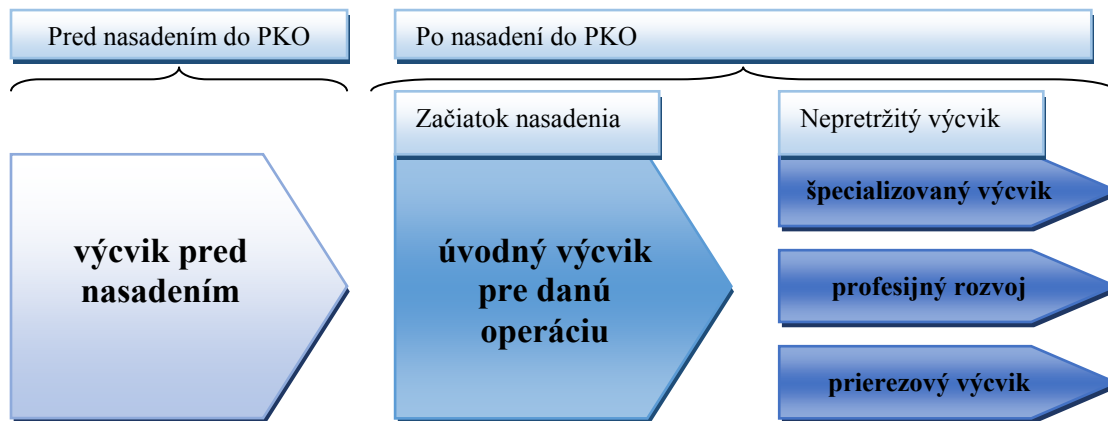 Pred nasadením do PKO
Po nasadení do PKO
Začiatok nasadenia
Nepretržitý výcvik
výcvik pred
nasadením
úvodný výcvik
pre danú
operáciu
špecializovaný výcvik
profesijný rozvoj
prierezový výcvik